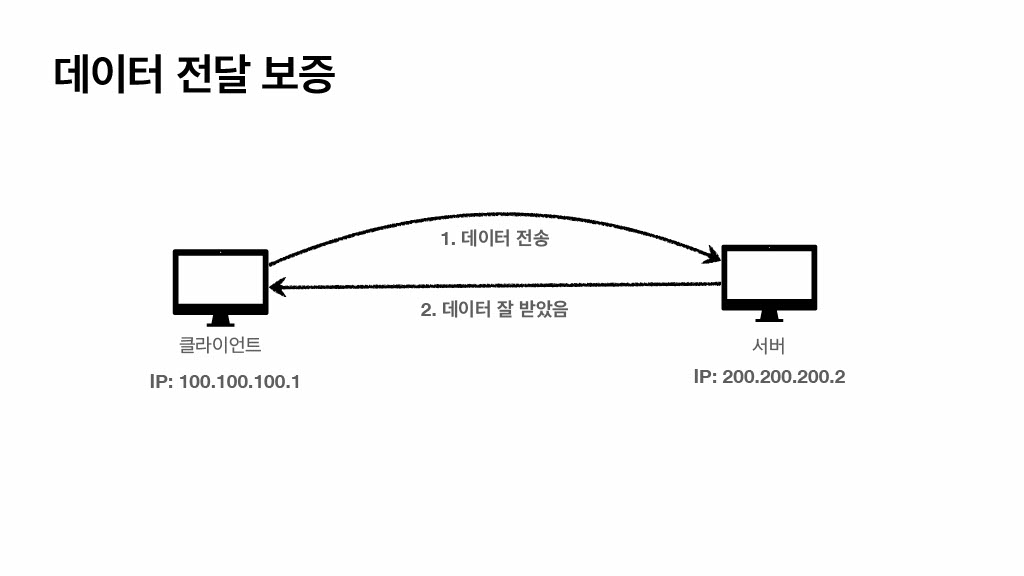 데이터 전달 보증
1. 데이터 전송
2. 데이터 잘 받았음
클라이언트
서버
IP: 100.100.100.1
IP: 200.200.200.2